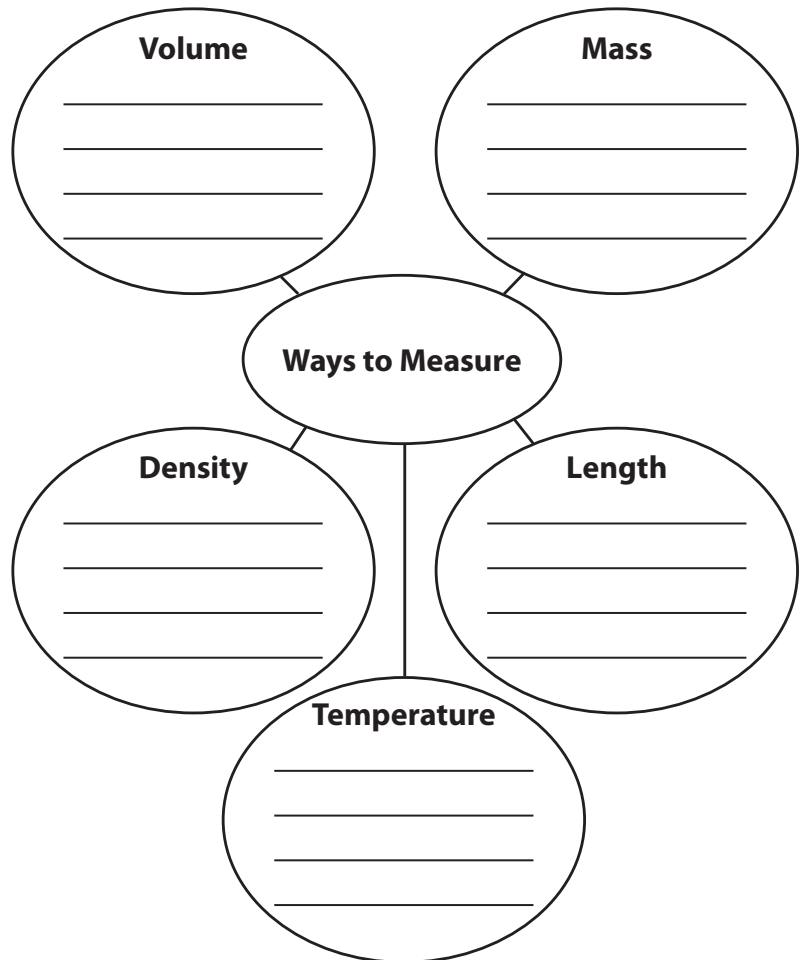 Volume
Mass
Ways to Measure
Density
Length
Temperature